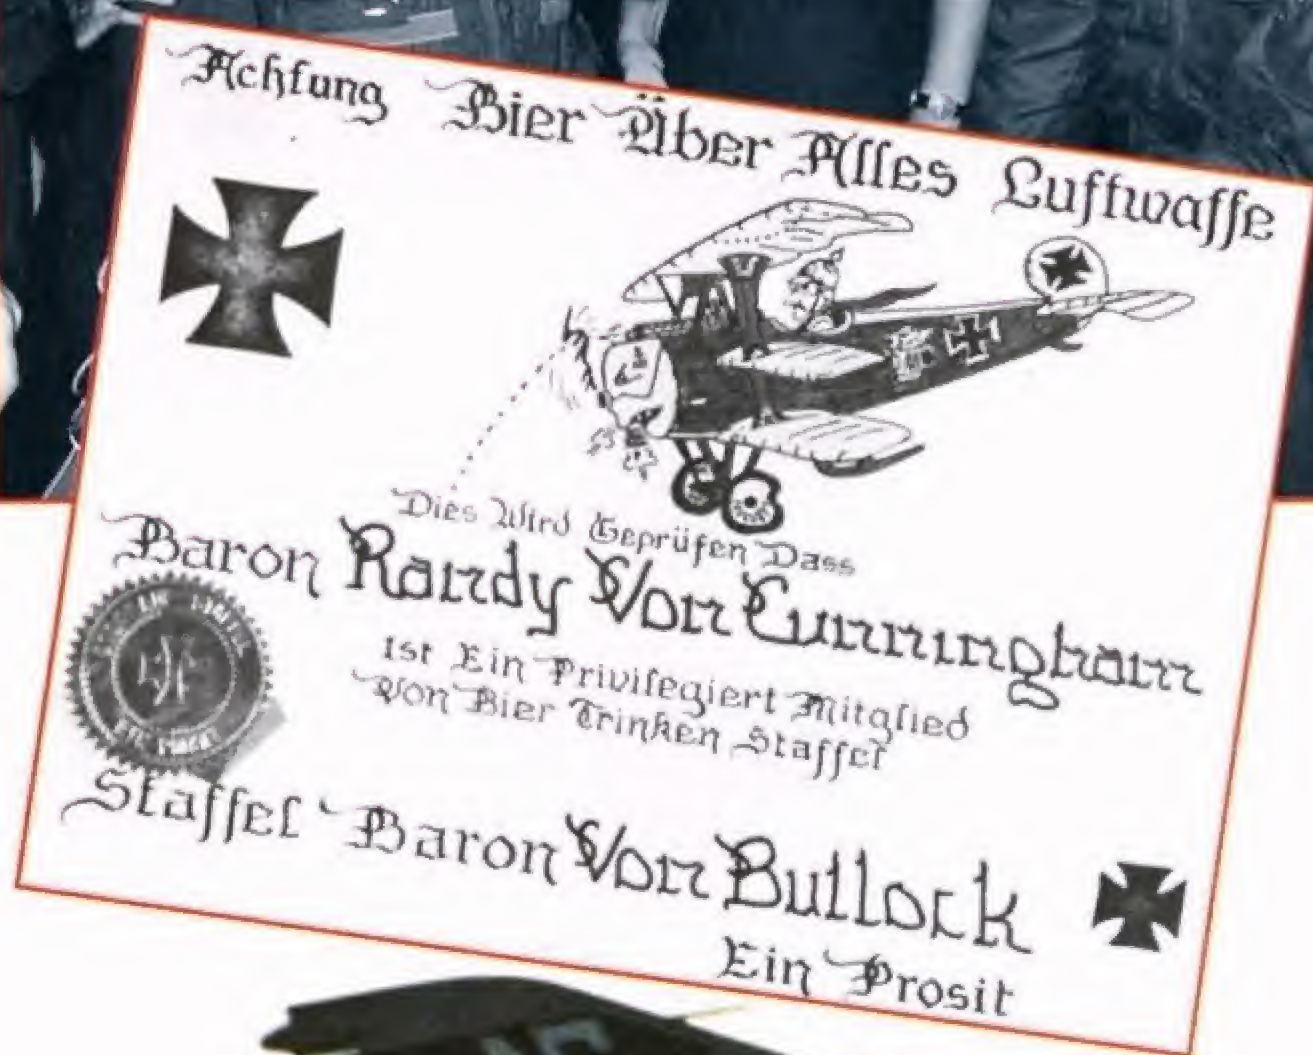 Achtung Bier Über Alles Luftwaffe
Dies Wird Geprüfen Dass
Baron Randy Von Cunningham
ist Ein Privilegiert Mitglied
Von Bier Trinken Staffel
Staffel Baron Von Bullock
Ein Prosit